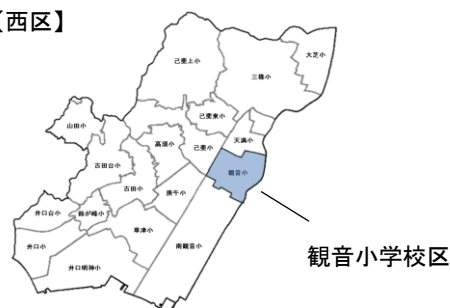 【西区】
大芝小
己斐上小
三篠小
己斐東小
山田小
天満小
高須小
己斐小
古田台小
観音小
古田小
庚午小
井口台小
鈴が峰小
草津小
井口小
南観音小
井口明神小
観音小学校区